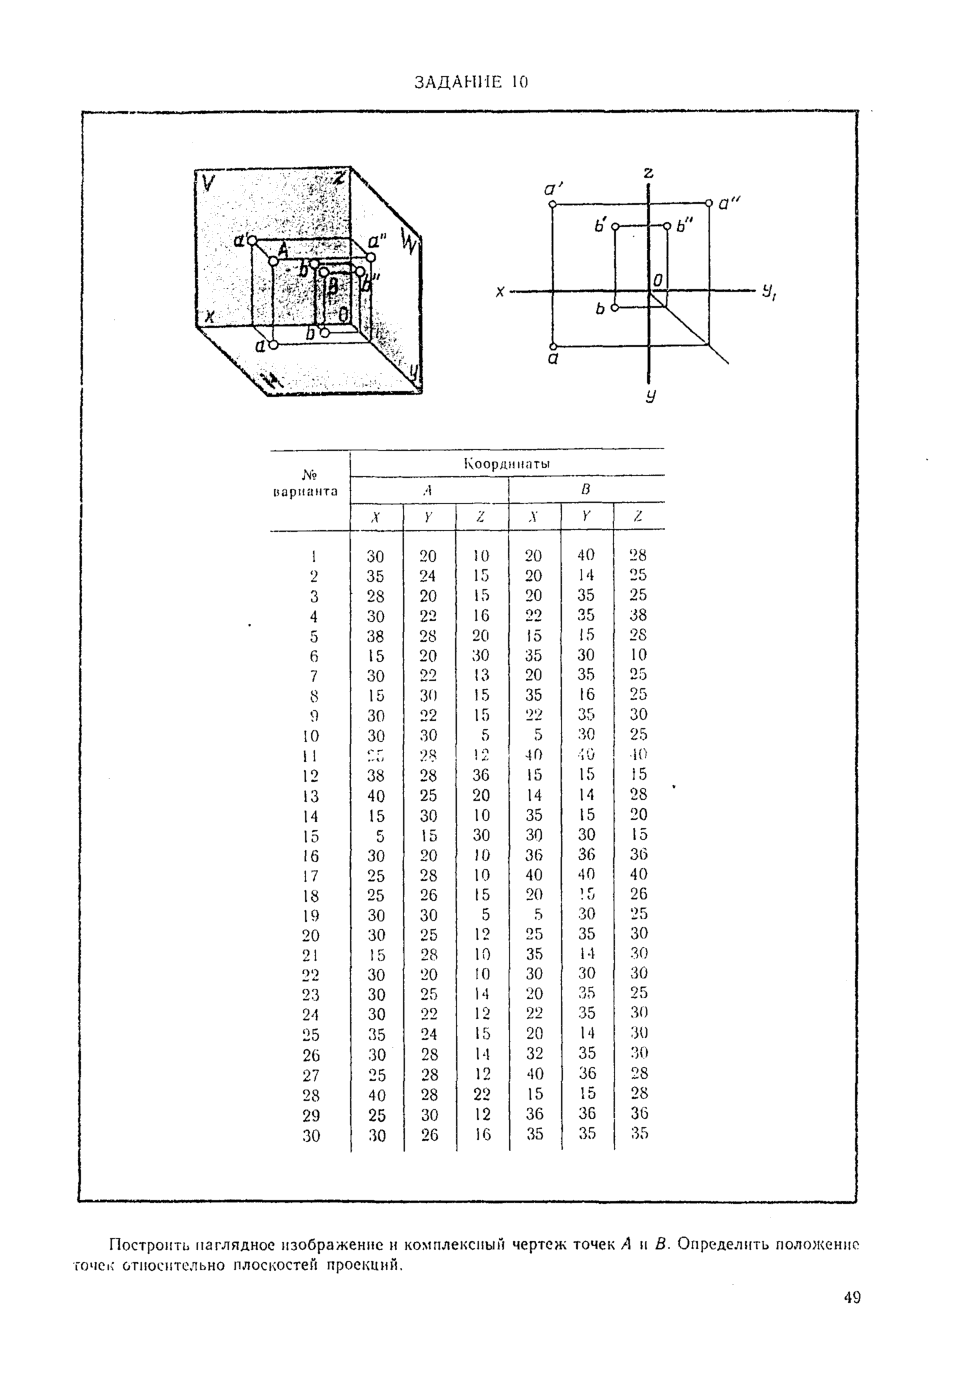 ЗАДАНИЕ 10
V
z
a'
A
a"
W
b'
B
b"
x
O
b
a
y
H
z
a'
a"
b'
b"
x
O
y₁
b
a
y
№ варианта
Координаты
A B
X Y Z X Y Z
1 30 20 10 20 40 28
2 35 24 15 20 14 25
3 28 20 15 20 35 25
4 30 22 16 22 35 38
5 38 28 20 15 15 28
6 15 20 30 35 30 10
7 30 22 13 20 35 25
8 15 30 15 35 16 25
9 30 22 15 22 35 30
10 30 30 5 5 30 25
11 25 28 12 40 40 40
12 38 28 36 15 15 15
13 40 25 20 14 14 28
14 15 30 10 35 15 20
15 5 15 30 30 30 15
16 30 20 10 36 36 36
17 25 28 10 40 40 40
18 25 26 15 20 15 26
19 30 30 5 5 30 25
20 30 25 12 25 35 30
21 15 28 10 35 14 30
22 30 20 10 30 30 30
23 30 25 14 20 35 25
24 30 22 12 22 35 30
25 35 24 15 20 14 30
26 30 28 14 32 35 30
27 25 28 12 40 36 28
28 40 28 22 15 15 28
29 25 30 12 36 36 36
30 30 26 16 35 35 35
Построить наглядное изображение и комплексный чертеж точек A и B. Определить положение
точек относительно плоскостей проекций.
49